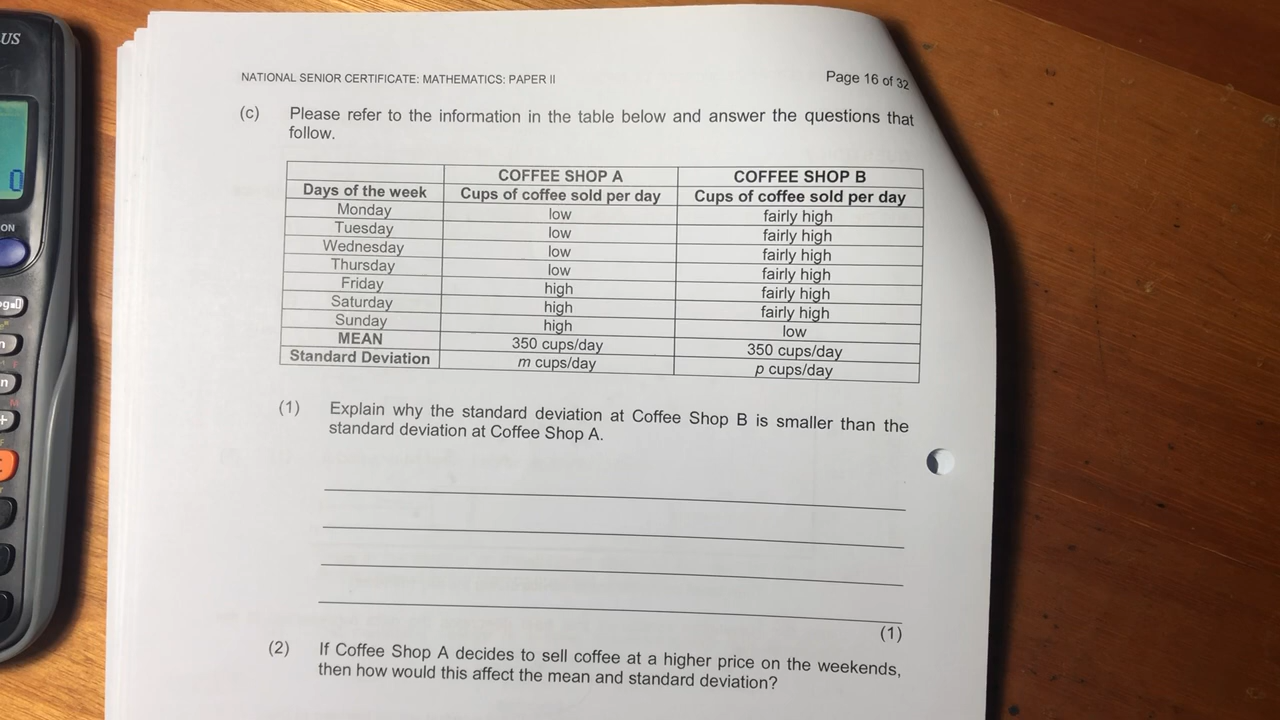 US
0
ON
NATIONAL SENIOR CERTIFICATE: MATHEMATICS: PAPER II
Page 16 of 32
(c) Please refer to the information in the table below and answer the questions that
follow.
COFFEE SHOP A COFFEE SHOP B
Days of the week Cups of coffee sold per day Cups of coffee sold per day
Monday low fairly high
Tuesday low fairly high
Wednesday low fairly high
Thursday low fairly high
Friday high fairly high
Saturday high fairly high
Sunday high low
MEAN 350 cups/day 350 cups/day
Standard Deviation m cups/day p cups/day
(1) Explain why the standard deviation at Coffee Shop B is smaller than the
standard deviation at Coffee Shop A.
(1)
(2) If Coffee Shop A decides to sell coffee at a higher price on the weekends,
then how would this affect the mean and standard deviation?